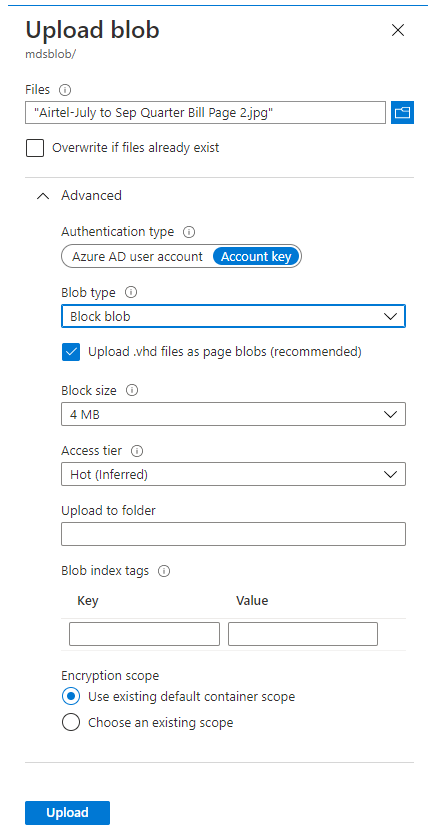 Upload blob
mdsblob/
Files
"Airtel-July to Sep Quarter Bill Page 2.jpg"
Overwrite if files already exist
Advanced
Authentication type
Azure AD user account Account key
Blob type
Block blob
Upload .vhd files as page blobs (recommended)
Block size
4 MB
Access tier
Hot (Inferred)
Upload to folder
Blob index tags
Key Value
Encryption scope
Use existing default container scope
Choose an existing scope
Upload